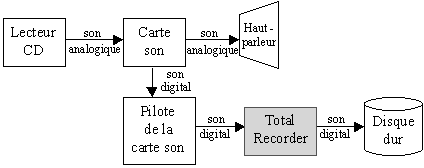 Lecteur
CD
son
analogique
Carte
son
son
analogique
Haut-
parleur
son
digital
Pilote
de la
carte son
son
digital
Total
Recorder
son
digital
Disque
dur